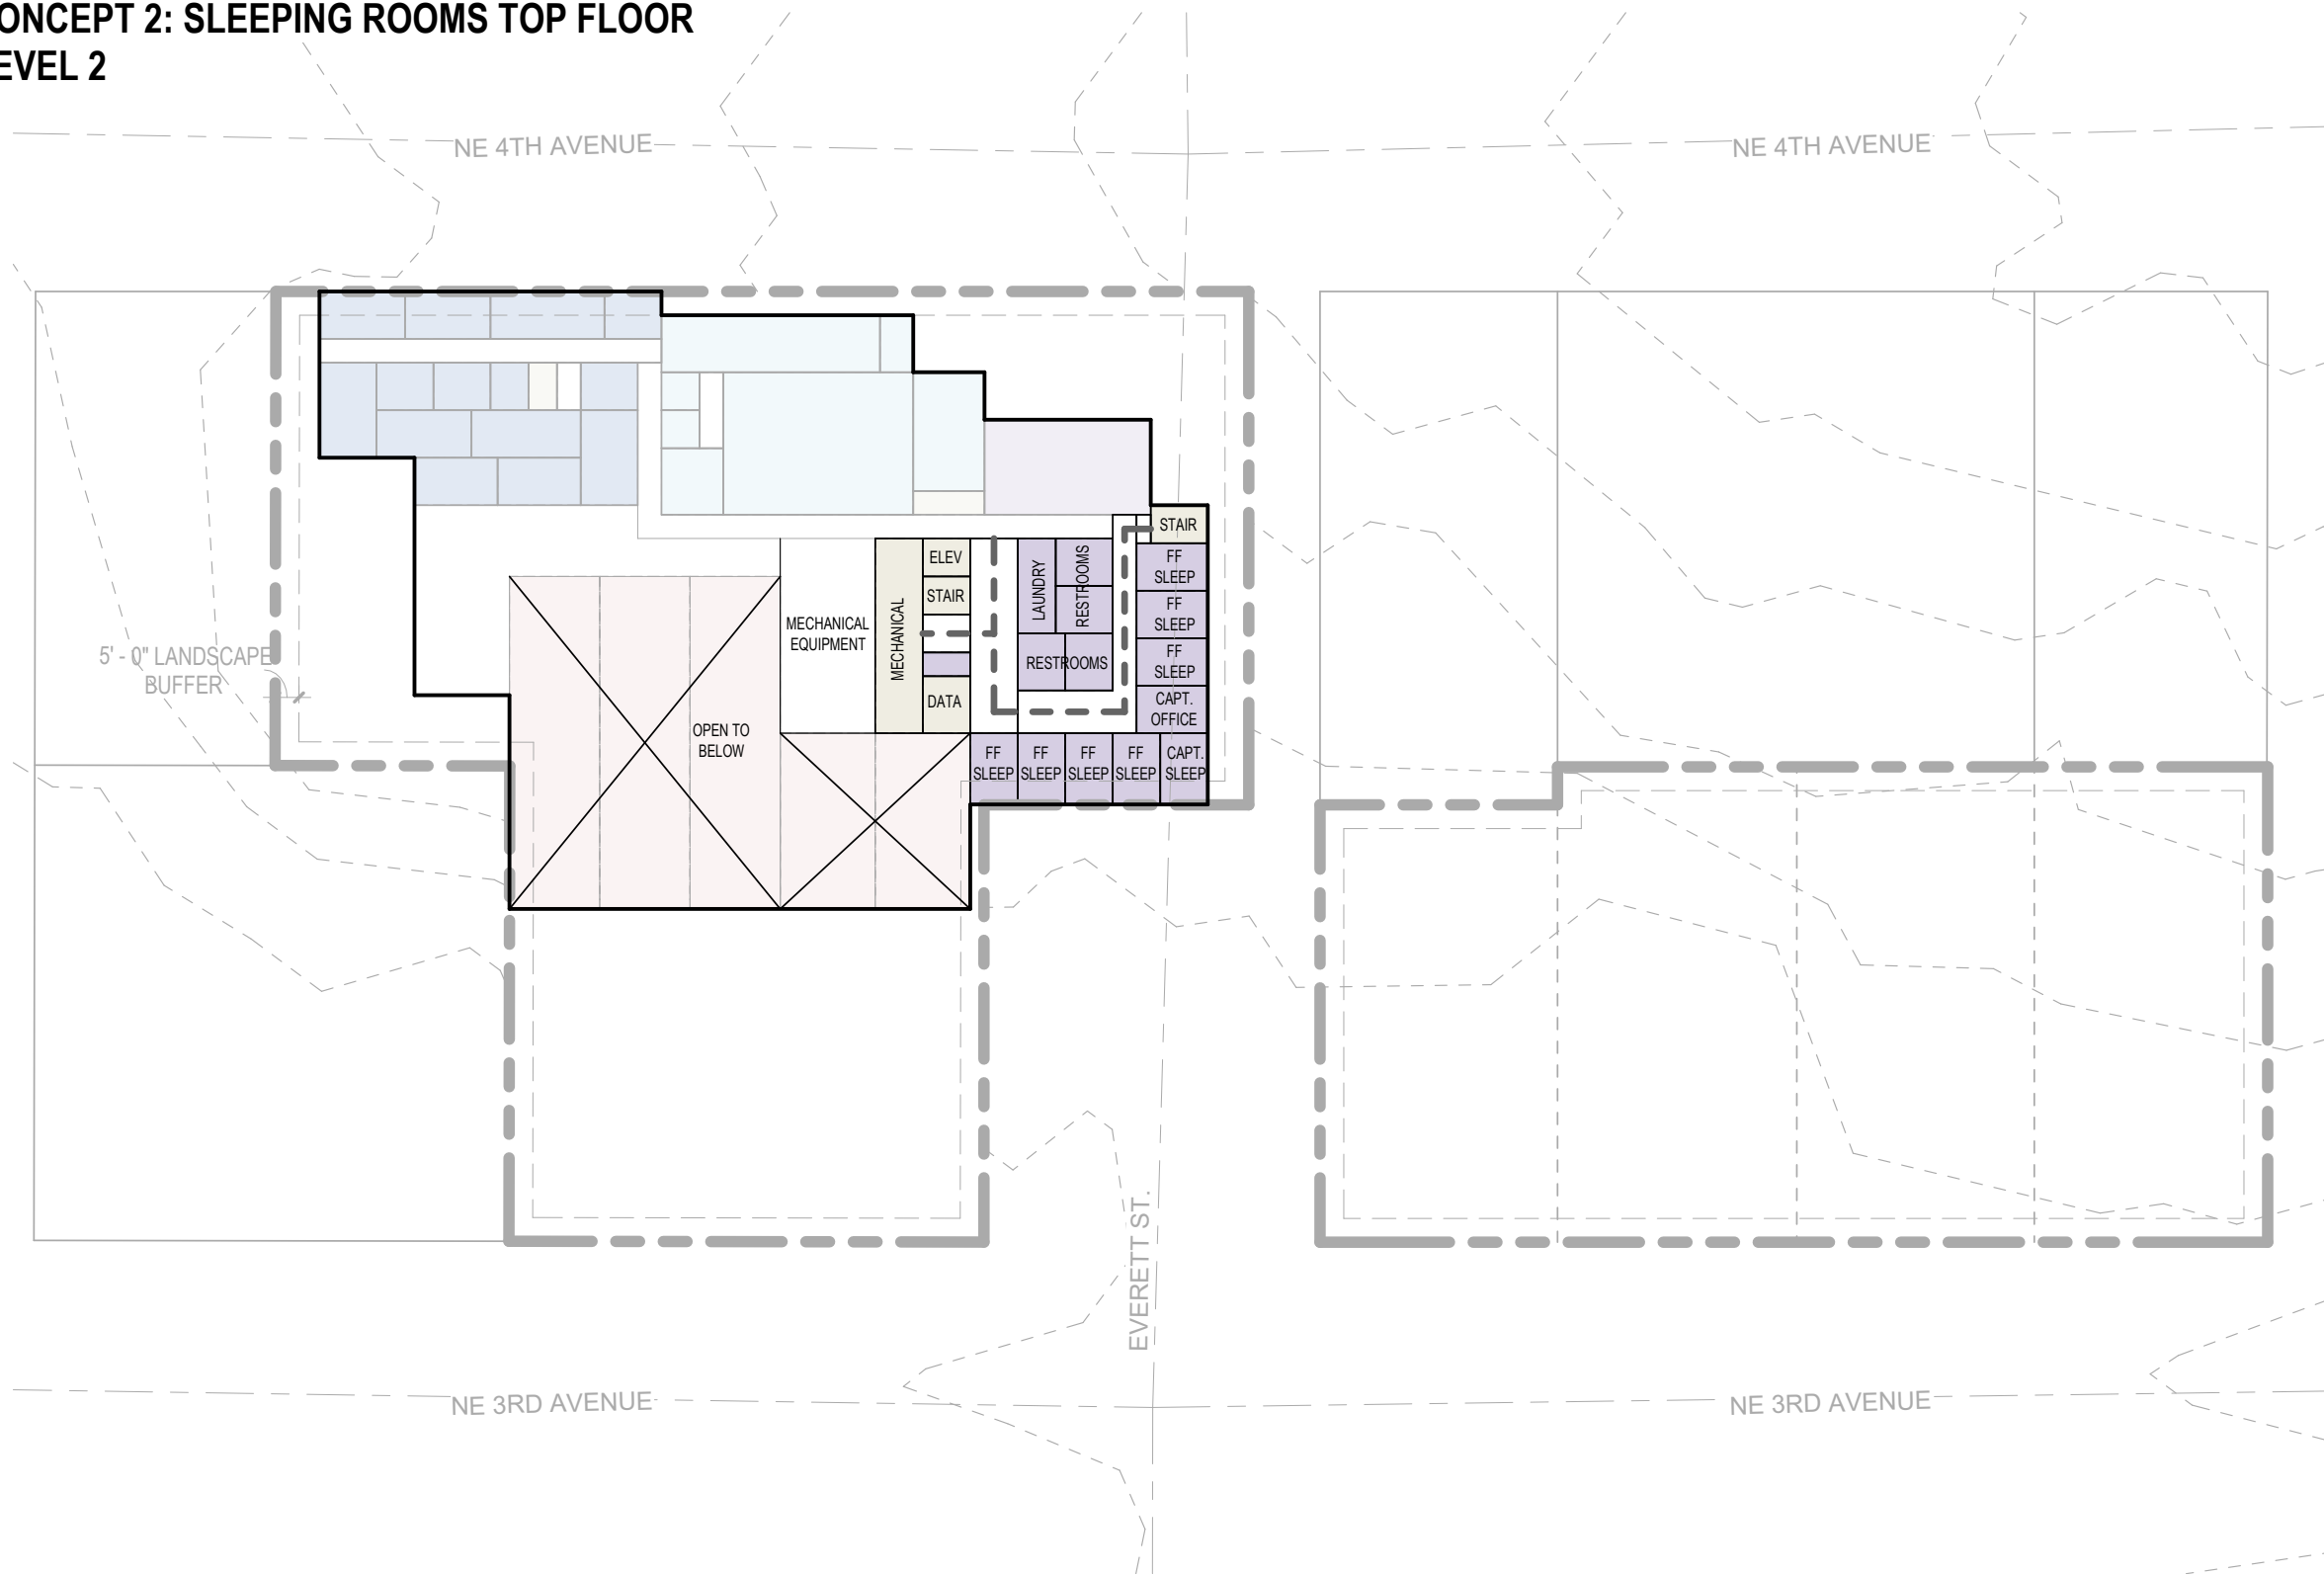 ONCEPT 2: SLEEPING ROOMS TOP FLOOR
EVEL 2
NE 4TH AVENUE
NE 4TH AVENUE
STAIR
ELEV
STAIR
MECHANICAL
DATA
MECHANICAL
EQUIPMENT
LAUNDRY
RESTROOMS
RESTROOMS
FF
SLEEP
FF
SLEEP
FF
SLEEP
CAPT.
OFFICE
5' - 0" LANDSCAPE
BUFFER
OPEN TO
BELOW
FF
SLEEP
FF
SLEEP
FF
SLEEP
FF
SLEEP
CAPT.
SLEEP
EVERETT ST.
NE 3RD AVENUE
NE 3RD AVENUE